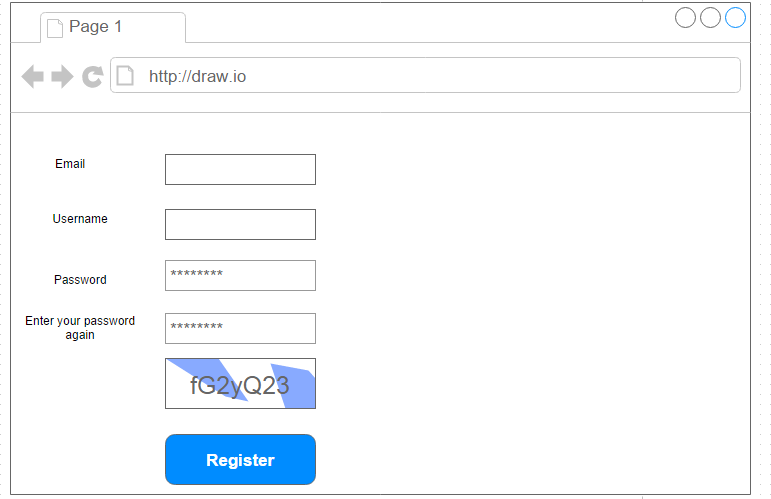 Page 1
http://draw.io
Email
Username
Password
********
Enter your password
again
********
fG2yQ23
Register